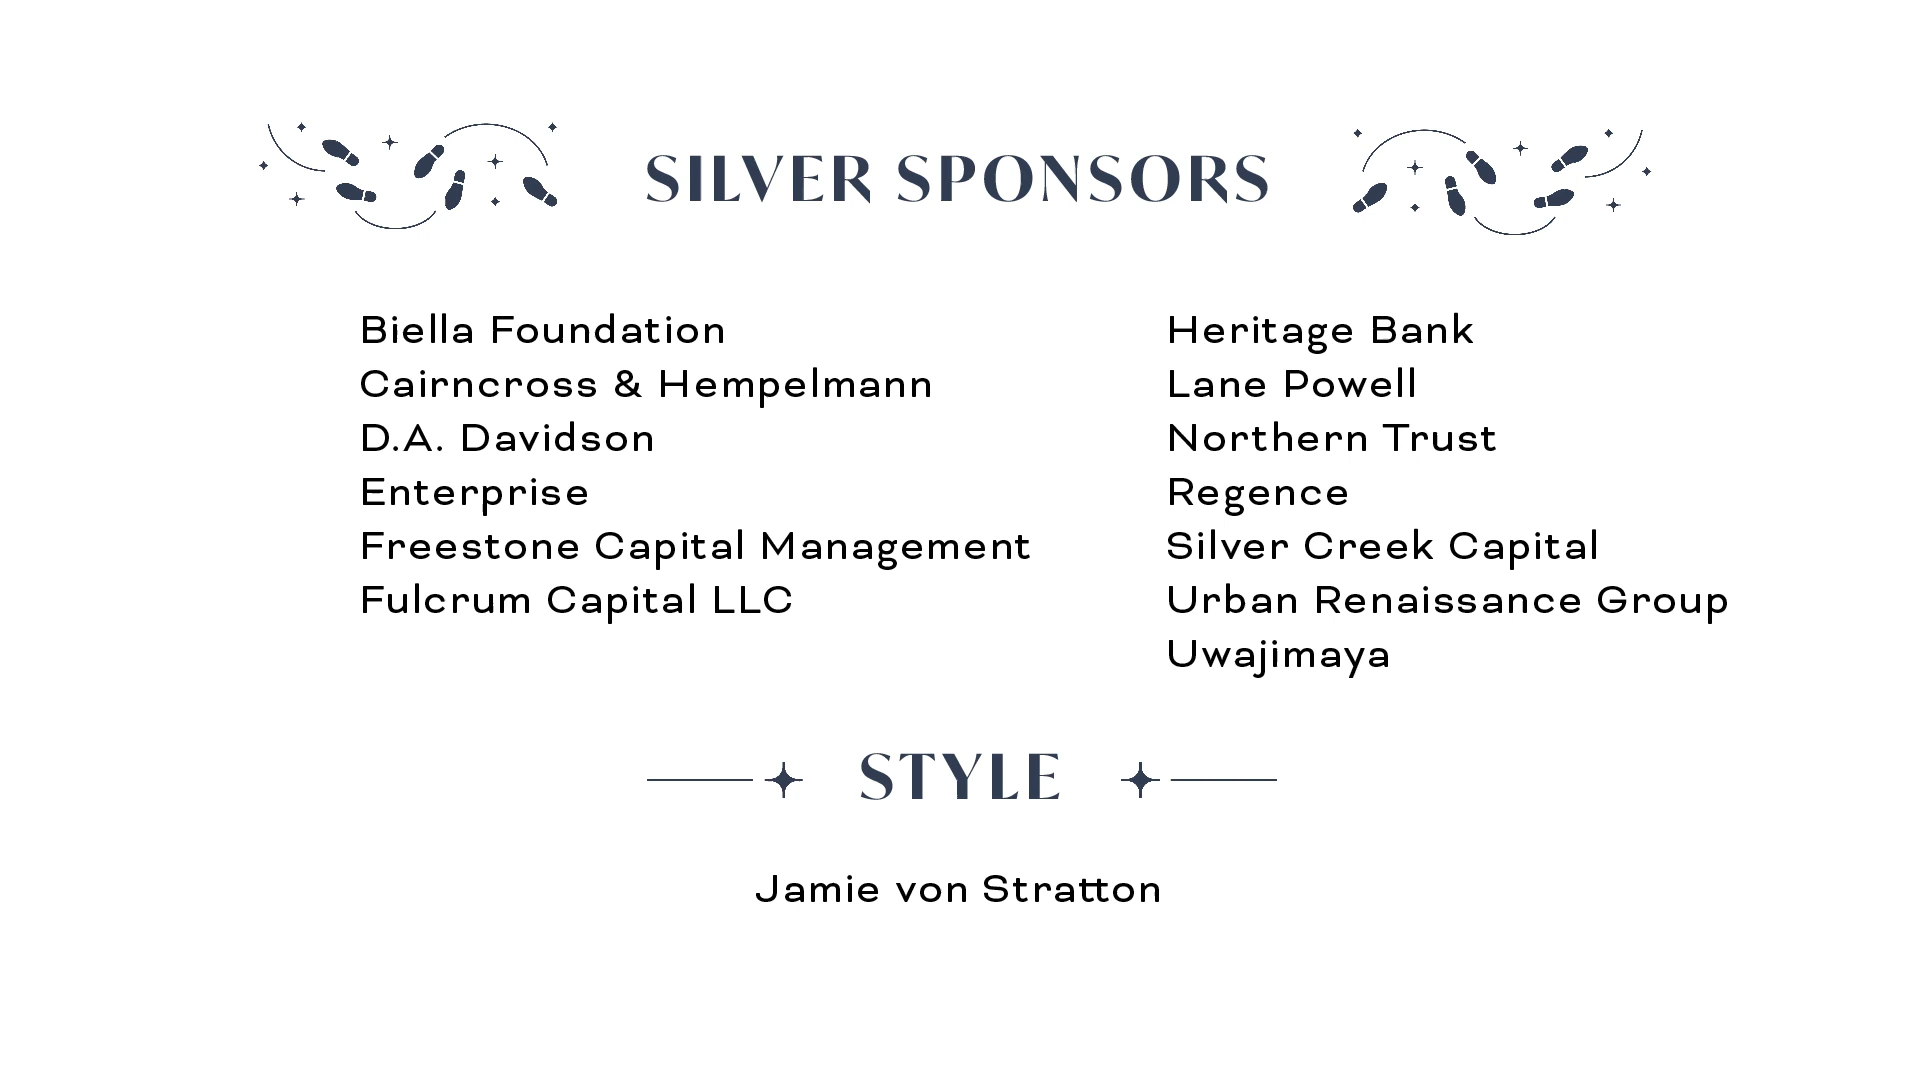 SILVER SPONSORS
Biella Foundation
Cairncross & Hempelmann
D.A. Davidson
Enterprise
Freestone Capital Management
Fulcrum Capital LLC
Heritage Bank
Lane Powell
Northern Trust
Regence
Silver Creek Capital
Urban Renaissance Group
Uwajimaya
STYLE
Jamie von Stratton